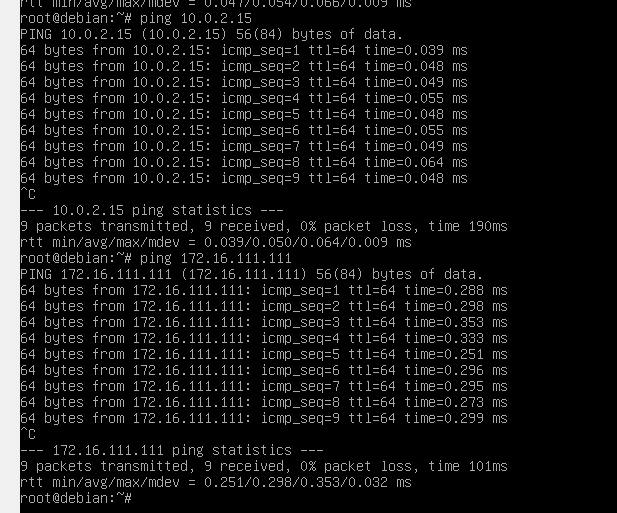 rtt min/avg/max/mdev = 0.047/0.054/0.066/0.009 ms
root@debian:~# ping 10.0.2.15
PING 10.0.2.15 (10.0.2.15) 56(84) bytes of data.
64 bytes from 10.0.2.15: icmp_seq=1 ttl=64 time=0.039 ms
64 bytes from 10.0.2.15: icmp_seq=2 ttl=64 time=0.048 ms
64 bytes from 10.0.2.15: icmp_seq=3 ttl=64 time=0.049 ms
64 bytes from 10.0.2.15: icmp_seq=4 ttl=64 time=0.055 ms
64 bytes from 10.0.2.15: icmp_seq=5 ttl=64 time=0.048 ms
64 bytes from 10.0.2.15: icmp_seq=6 ttl=64 time=0.055 ms
64 bytes from 10.0.2.15: icmp_seq=7 ttl=64 time=0.049 ms
64 bytes from 10.0.2.15: icmp_seq=8 ttl=64 time=0.064 ms
64 bytes from 10.0.2.15: icmp_seq=9 ttl=64 time=0.048 ms
^C
--- 10.0.2.15 ping statistics ---
9 packets transmitted, 9 received, 0% packet loss, time 190ms
rtt min/avg/max/mdev = 0.039/0.050/0.064/0.009 ms
root@debian:~# ping 172.16.111.111
PING 172.16.111.111 (172.16.111.111) 56(84) bytes of data.
64 bytes from 172.16.111.111: icmp_seq=1 ttl=64 time=0.288 ms
64 bytes from 172.16.111.111: icmp_seq=2 ttl=64 time=0.298 ms
64 bytes from 172.16.111.111: icmp_seq=3 ttl=64 time=0.353 ms
64 bytes from 172.16.111.111: icmp_seq=4 ttl=64 time=0.333 ms
64 bytes from 172.16.111.111: icmp_seq=5 ttl=64 time=0.251 ms
64 bytes from 172.16.111.111: icmp_seq=6 ttl=64 time=0.296 ms
64 bytes from 172.16.111.111: icmp_seq=7 ttl=64 time=0.295 ms
64 bytes from 172.16.111.111: icmp_seq=8 ttl=64 time=0.273 ms
64 bytes from 172.16.111.111: icmp_seq=9 ttl=64 time=0.299 ms
^C
--- 172.16.111.111 ping statistics ---
9 packets transmitted, 9 received, 0% packet loss, time 101ms
rtt min/avg/max/mdev = 0.251/0.298/0.353/0.032 ms
root@debian:~#